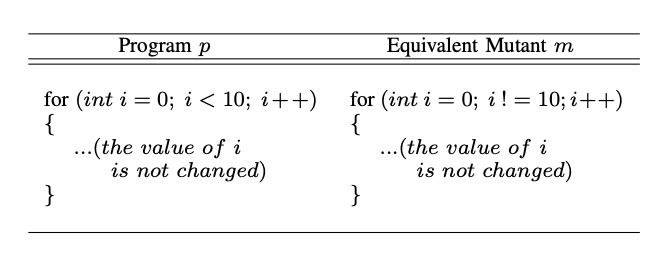 Program p Equivalent Mutant m
for (int i = 0; i < 10; i++) for (int i = 0; i ! = 10; i++)
{ {
...(the value of i ...(the value of i
is not changed) is not changed)
} }